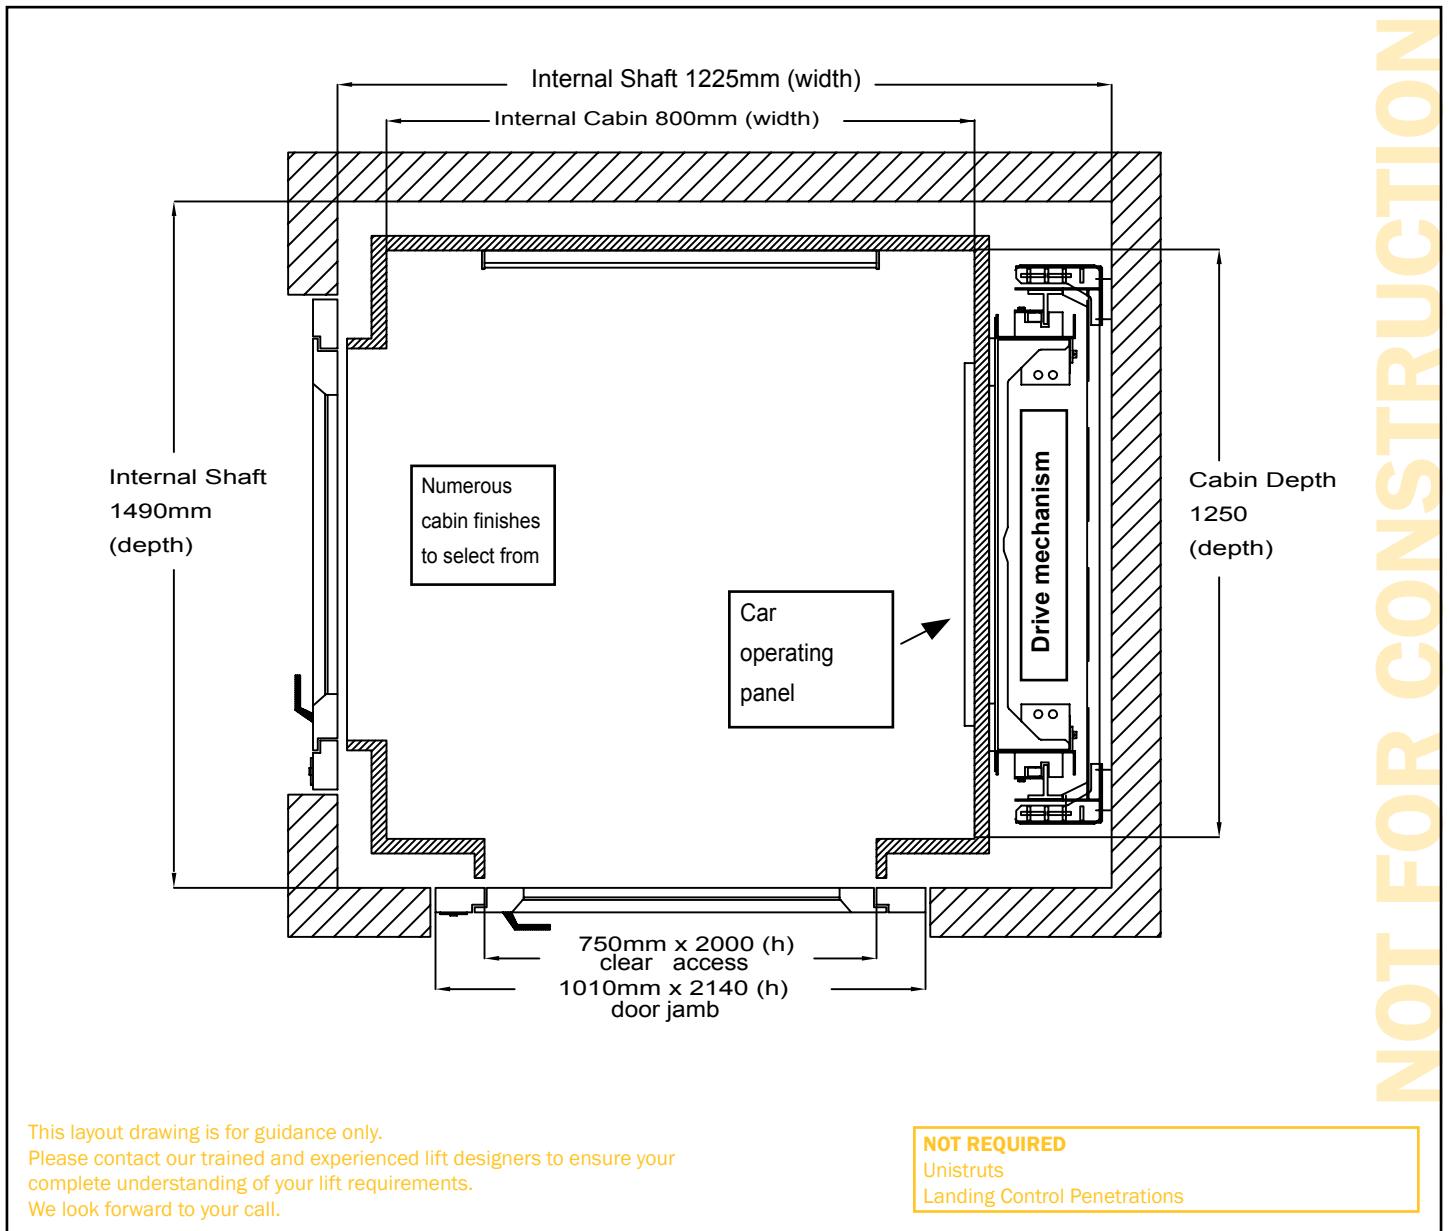 Internal Shaft 1225mm (width)
Internal Cabin 800mm (width)
Internal Shaft
1490mm
(depth)
Numerous
cabin finishes
to select from
Car
operating
panel
Drive mechanism
Cabin Depth
1250
(depth)
750mm x 2000 (h)
clear access
1010mm x 2140 (h)
door jamb
NOT FOR CONSTRUCTION
This layout drawing is for guidance only.
Please contact our trained and experienced lift designers to ensure your
complete understanding of your lift requirements.
We look forward to your call.
NOT REQUIRED
Unistruts
Landing Control Penetrations